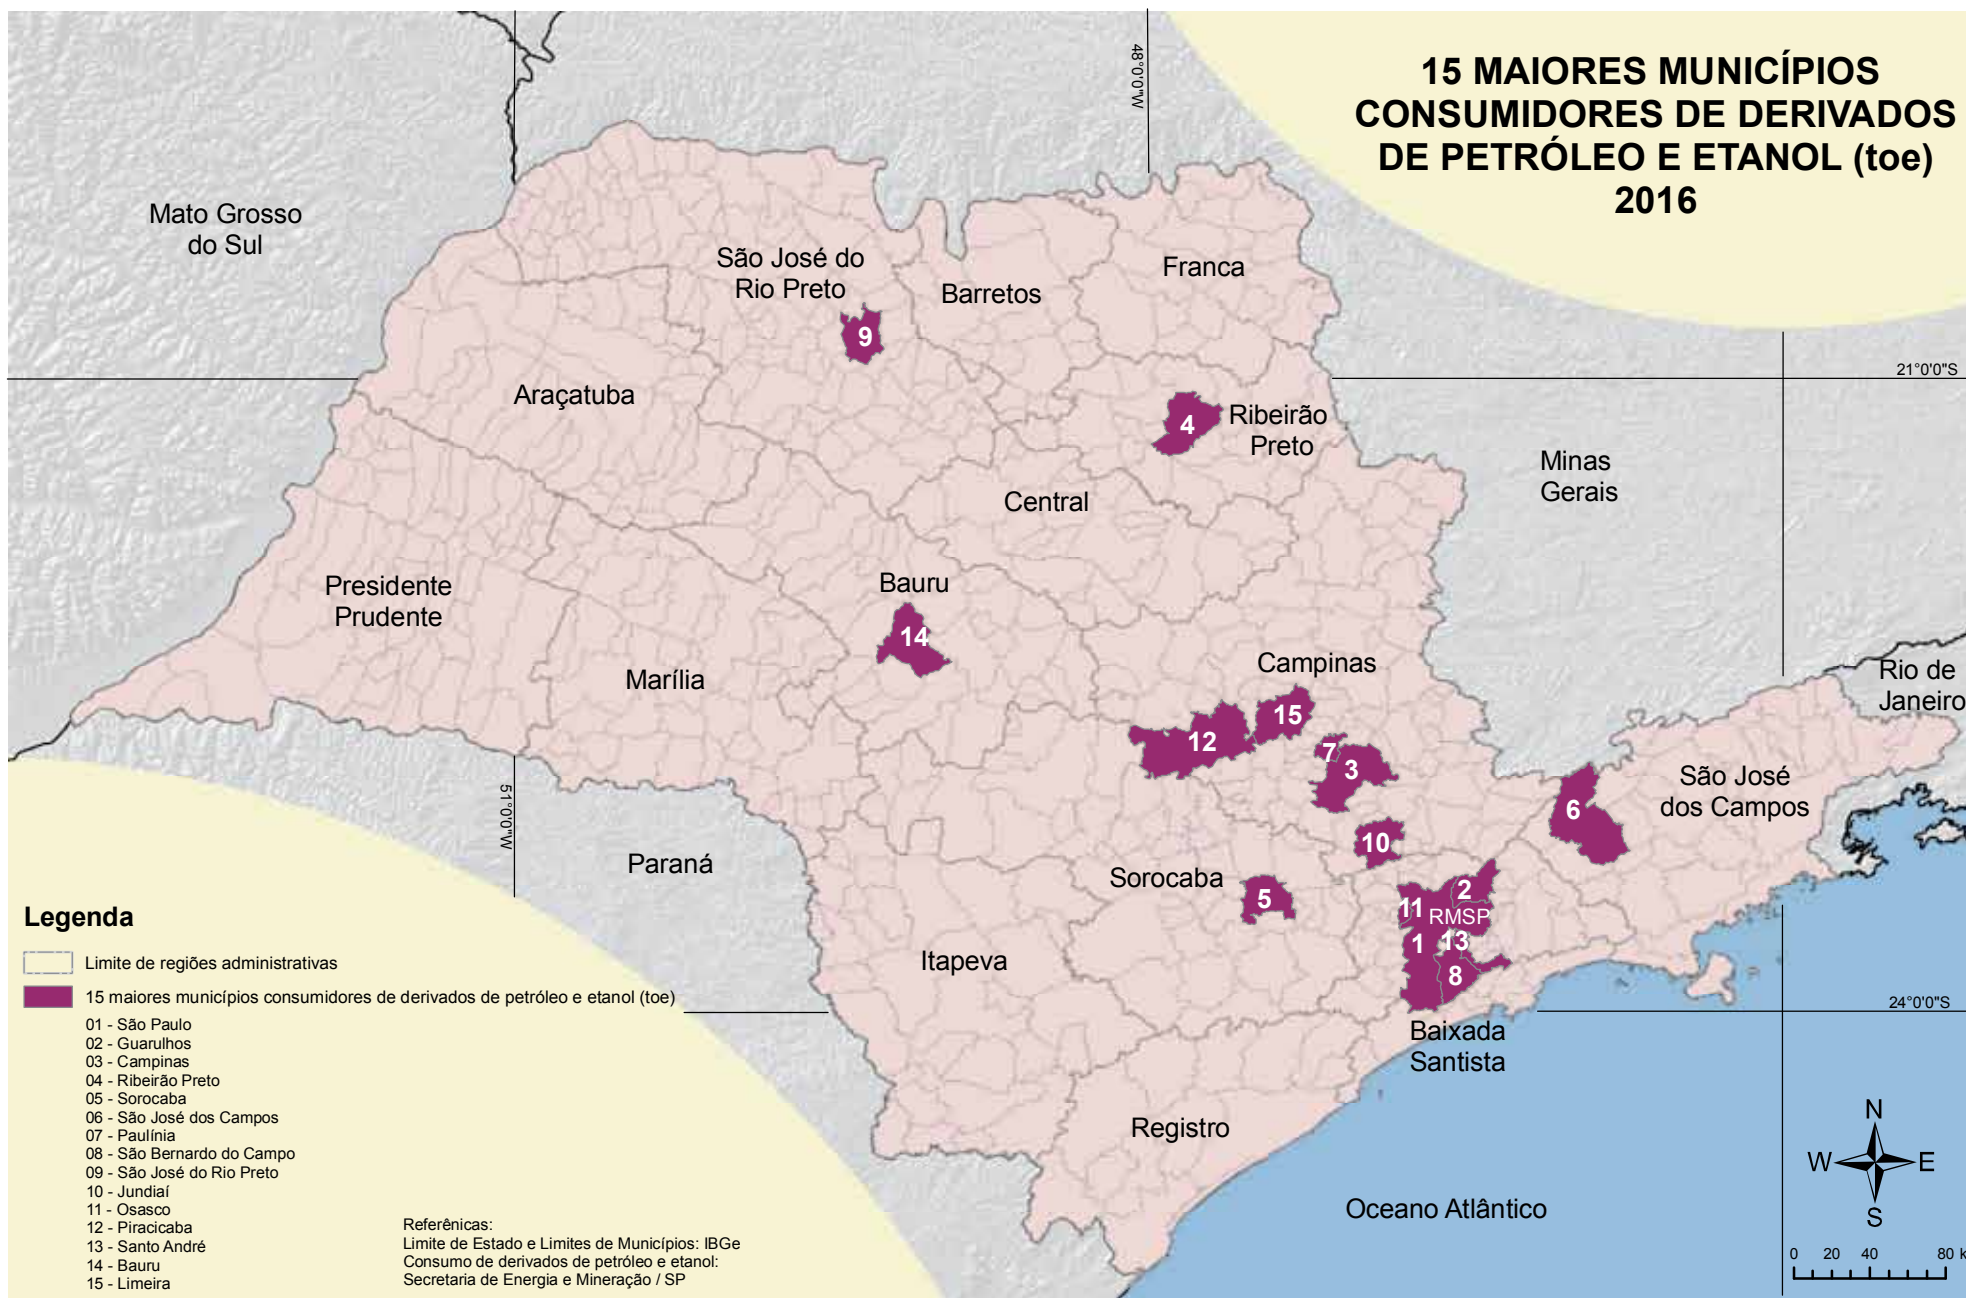 15 MAIORES MUNICÍPIOS
CONSUMIDORES DE DERIVADOS
DE PETRÓLEO E ETANOL (toe)
2016
48°0'0"W
Mato Grosso
do Sul
São José do
Rio Preto
Barretos
Franca
9
21°0'0"S
Araçatuba
4
Ribeirão
Preto
Minas
Gerais
Central
Presidente
Prudente
Bauru
14
Marília
Campinas
Rio de
Janeiro
15
12
7
3
São José
dos Campos
6
51°0'0"W
Paraná
10
Sorocaba
5
2
11
RMSP
1
13
8
Itapeva
24°0'0"S
Baixada
Santista
Registro
Oceano Atlântico
N
W
E
S
0 20 40 80 k
Legenda
Limite de regiões administrativas
15 maiores municípios consumidores de derivados de petróleo e etanol (toe)
01 - São Paulo
02 - Guarulhos
03 - Campinas
04 - Ribeirão Preto
05 - Sorocaba
06 - São José dos Campos
07 - Paulínia
08 - São Bernardo do Campo
09 - São José do Rio Preto
10 - Jundiaí
11 - Osasco
12 - Piracicaba
13 - Santo André
14 - Bauru
15 - Limeira
Referênicas:
Limite de Estado e Limites de Municípios: IBGe
Consumo de derivados de petróleo e etanol:
Secretaria de Energia e Mineração / SP